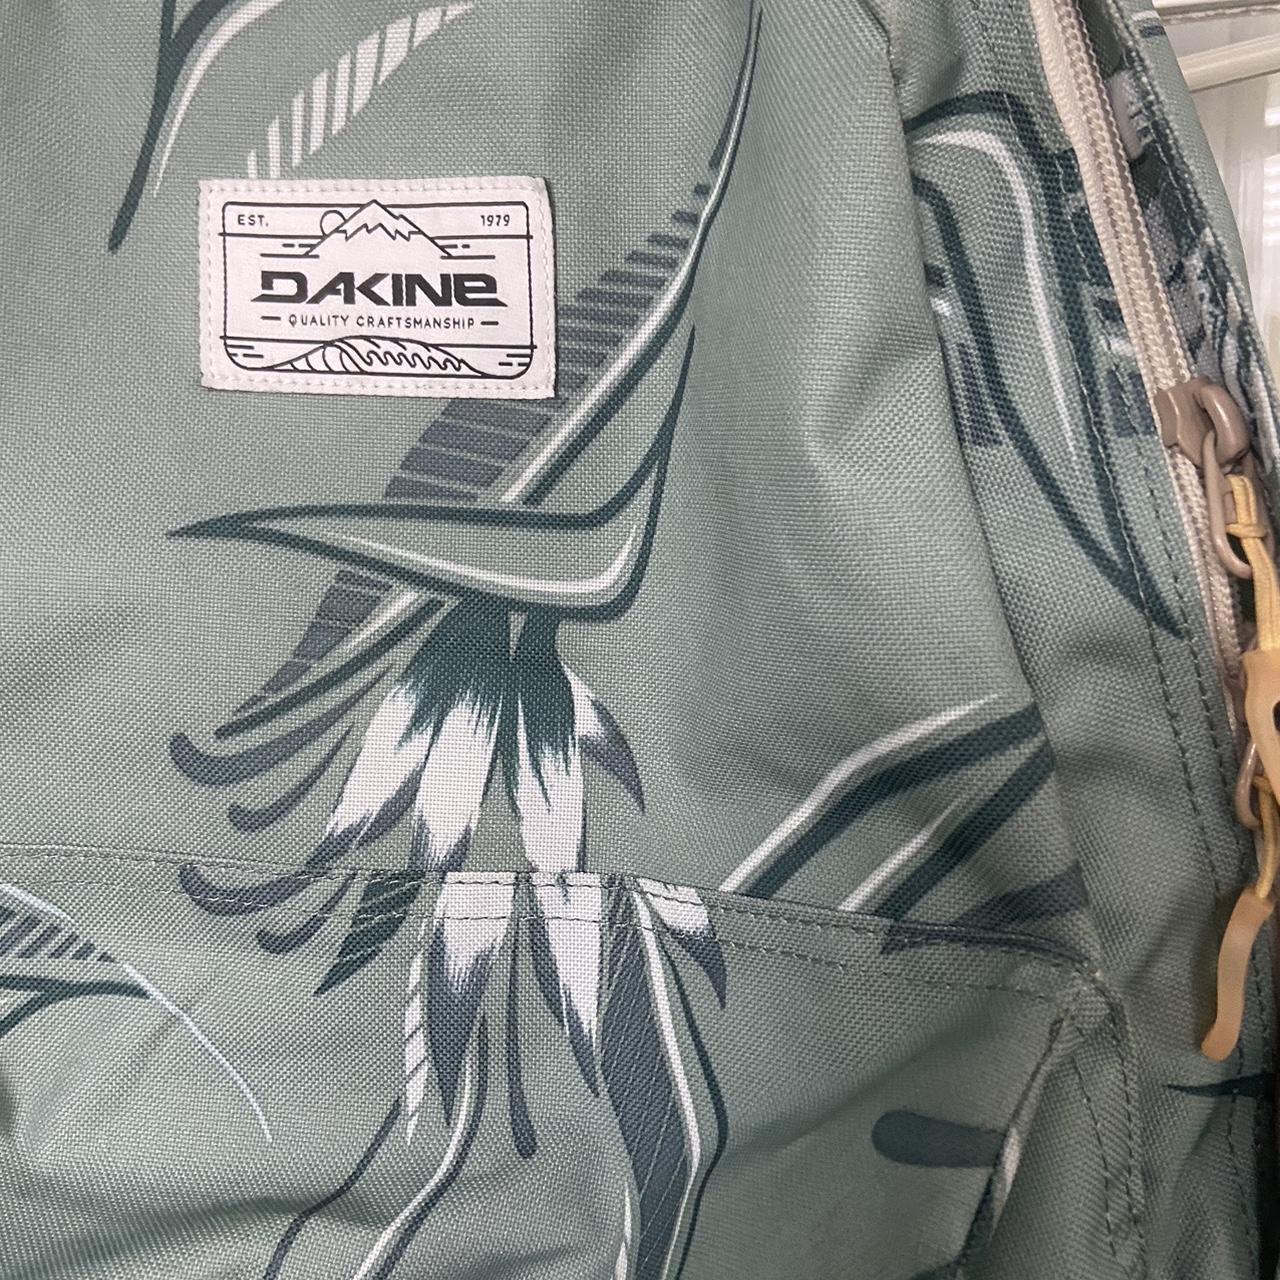 EST. 1979
DAKINE
QUALITY CRAFTSMANSHIP